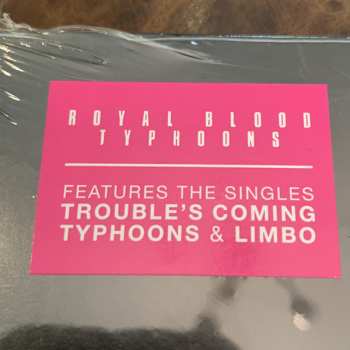 ROYAL BLOOD
TYPHOONS
FEATURES THE SINGLES
TROUBLE'S COMING
TYPHOONS & LIMBO